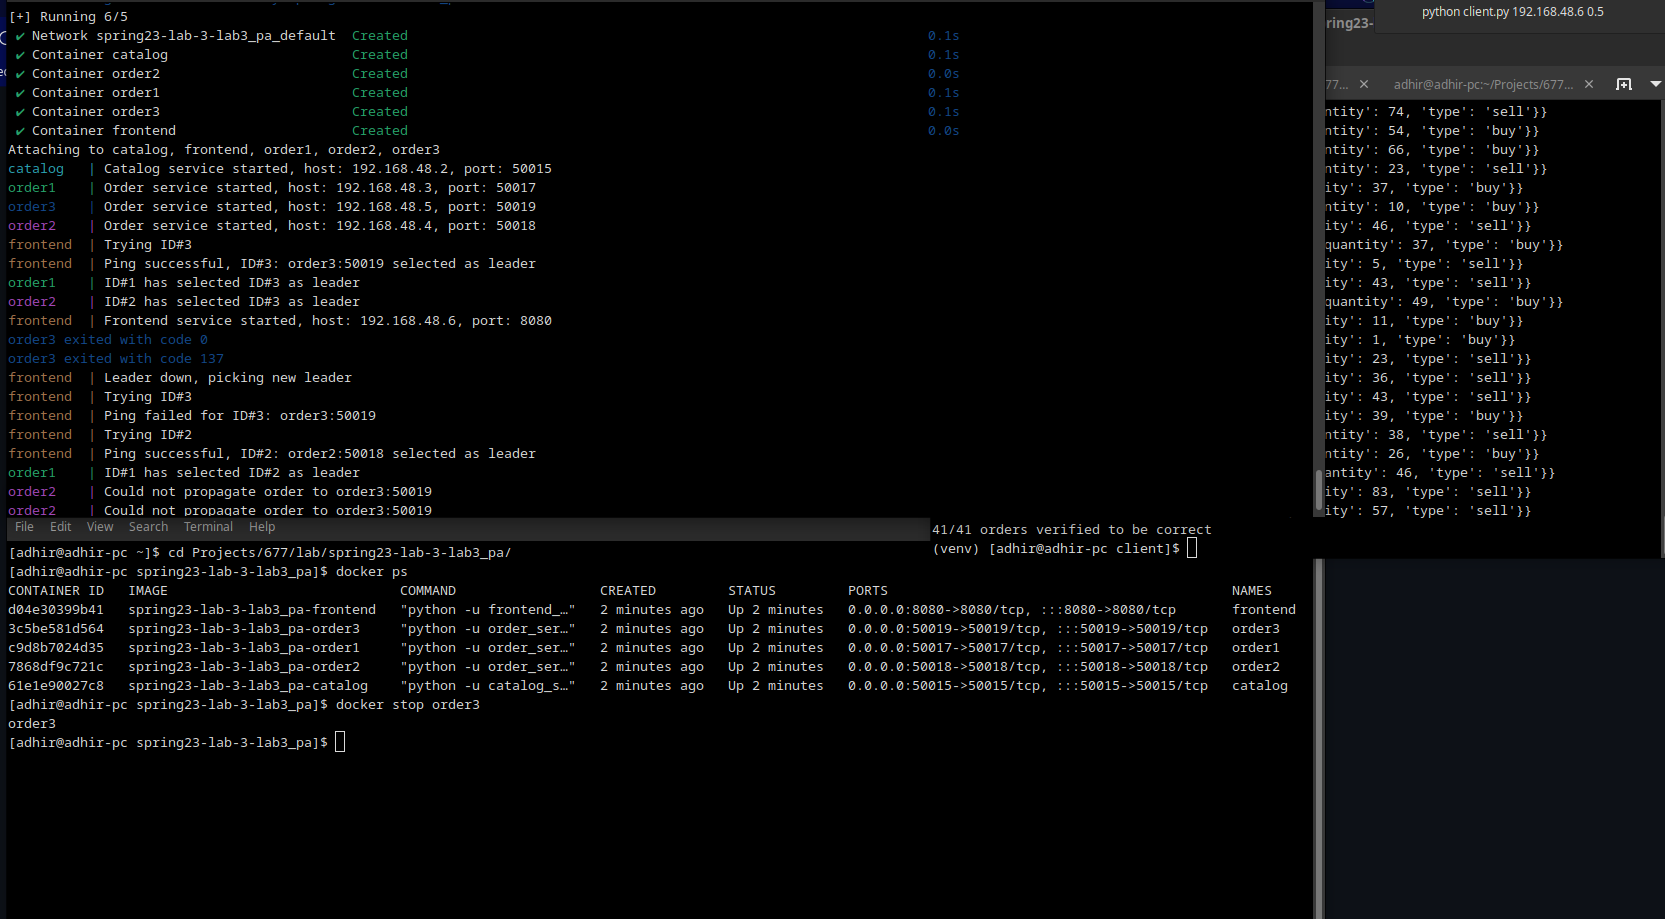 [+] Running 6/5
✔ Network spring23-lab-3-lab3_pa_default  Created  0.1s
✔ Container catalog  Created  0.1s
✔ Container order2  Created  0.0s
✔ Container order1  Created  0.1s
✔ Container order3  Created  0.1s
✔ Container frontend  Created  0.0s
Attaching to catalog, frontend, order1, order2, order3
catalog   | Catalog service started, host: 192.168.48.2, port: 50015
order1    | Order service started, host: 192.168.48.3, port: 50017
order3    | Order service started, host: 192.168.48.5, port: 50019
order2    | Order service started, host: 192.168.48.4, port: 50018
frontend  | Trying ID#3
frontend  | Ping successful, ID#3: order3:50019 selected as leader
order1    | ID#1 has selected ID#3 as leader
order2    | ID#2 has selected ID#3 as leader
frontend  | Frontend service started, host: 192.168.48.6, port: 8080
order3 exited with code 0
order3 exited with code 137
frontend  | Leader down, picking new leader
frontend  | Trying ID#3
frontend  | Ping failed for ID#3: order3:50019
frontend  | Trying ID#2
frontend  | Ping successful, ID#2: order2:50018 selected as leader
order1    | ID#1 has selected ID#2 as leader
order2    | Could not propagate order to order3:50019
order2    | Could not propagate order to order3:50019
python client.py 192.168.48.6 0.5
ring23-
77... × adhir@adhir-pc:~/Projects/677... ×
ntity': 74, 'type': 'sell'}}
ntity': 54, 'type': 'buy'}}
ntity': 66, 'type': 'buy'}}
ntity': 23, 'type': 'sell'}}
ity': 37, 'type': 'buy'}}
ntity': 10, 'type': 'buy'}}
ity': 46, 'type': 'sell'}}
quantity': 37, 'type': 'buy'}}
ity': 5, 'type': 'sell'}}
ity': 43, 'type': 'sell'}}
quantity': 49, 'type': 'buy'}}
ity': 11, 'type': 'buy'}}
ity': 1, 'type': 'buy'}}
ity': 23, 'type': 'sell'}}
ity': 36, 'type': 'sell'}}
ity': 43, 'type': 'sell'}}
ity': 39, 'type': 'buy'}}
ntity': 38, 'type': 'sell'}}
ntity': 26, 'type': 'buy'}}
antity': 46, 'type': 'sell'}}
ity': 83, 'type': 'sell'}}
ity': 57, 'type': 'sell'}}
41/41 orders verified to be correct
(venv) [adhir@adhir-pc client]$
File Edit View Search Terminal Help
[adhir@adhir-pc ~]$ cd Projects/677/lab/spring23-lab-3-lab3_pa/
[adhir@adhir-pc spring23-lab-3-lab3_pa]$ docker ps
CONTAINER ID   IMAGE   COMMAND   CREATED   STATUS   PORTS   NAMES
d04e30399b41   spring23-lab-3-lab3_pa-frontend   "python -u frontend_…"   2 minutes ago   Up 2 minutes   0.0.0.0:8080->8080/tcp, :::8080->8080/tcp   frontend
3c5be581d564   spring23-lab-3-lab3_pa-order3   "python -u order_ser…"   2 minutes ago   Up 2 minutes   0.0.0.0:50019->50019/tcp, :::50019->50019/tcp   order3
c9d8b7024d35   spring23-lab-3-lab3_pa-order1   "python -u order_ser…"   2 minutes ago   Up 2 minutes   0.0.0.0:50017->50017/tcp, :::50017->50017/tcp   order1
7868df9c721c   spring23-lab-3-lab3_pa-order2   "python -u order_ser…"   2 minutes ago   Up 2 minutes   0.0.0.0:50018->50018/tcp, :::50018->50018/tcp   order2
61e1e90027c8   spring23-lab-3-lab3_pa-catalog   "python -u catalog_s…"   2 minutes ago   Up 2 minutes   0.0.0.0:50015->50015/tcp, :::50015->50015/tcp   catalog
[adhir@adhir-pc spring23-lab-3-lab3_pa]$ docker stop order3
order3
[adhir@adhir-pc spring23-lab-3-lab3_pa]$